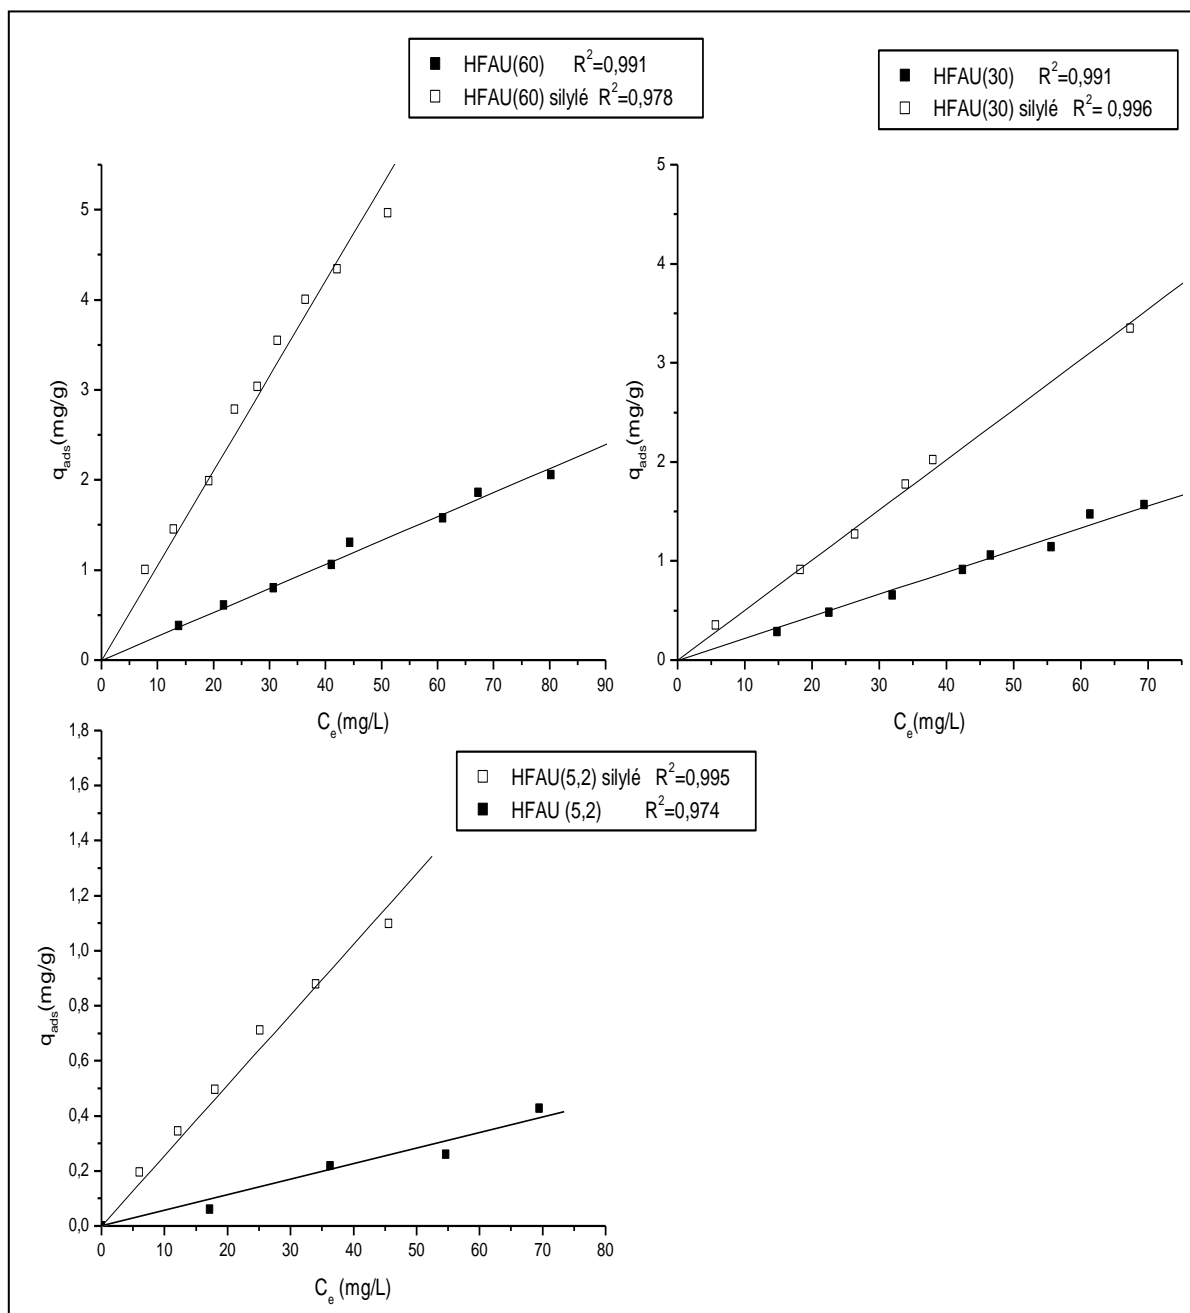 HFAU(60) R²=0,991
HFAU(60) silylé R²=0,978
HFAU(30) R²=0,991
HFAU(30) silylé R²= 0,996
5
4
3
2
1
0
q_ads(mg/g)
0 10 20 30 40 50 60 70 80 90
C_e(mg/L)
5
4
3
2
1
0
q_ads(mg/g)
0 10 20 30 40 50 60 70
C_e(mg/L)
HFAU(5,2) silylé R²=0,995
HFAU (5,2) R²=0,974
1,8
1,6
1,4
1,2
1,0
0,8
0,6
0,4
0,2
0,0
q_ads(mg/g)
0 10 20 30 40 50 60 70 80
C_e (mg/L)